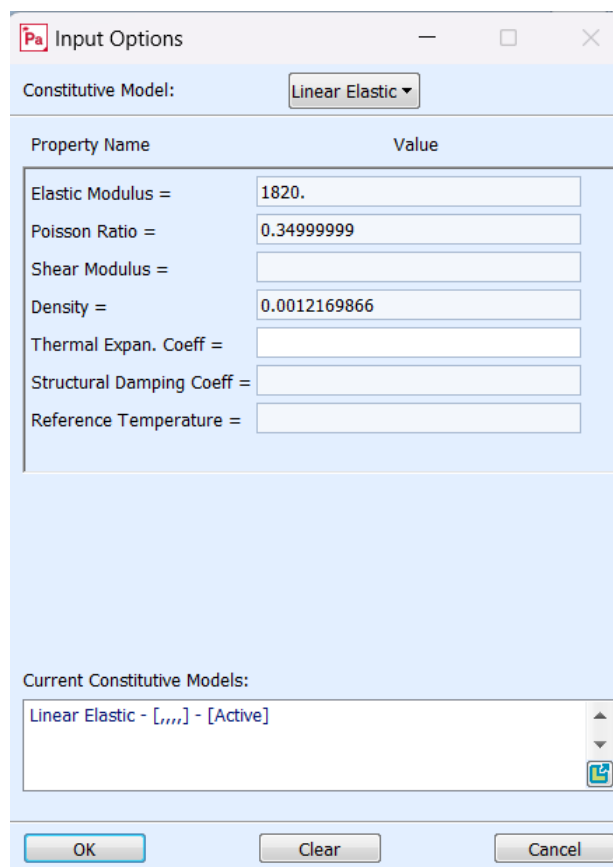 Pa Input Options
Constitutive Model: Linear Elastic
Property Name Value
Elastic Modulus = 1820.
Poisson Ratio = 0.34999999
Shear Modulus =
Density = 0.0012169866
Thermal Expan. Coeff =
Structural Damping Coeff =
Reference Temperature =
Current Constitutive Models:
Linear Elastic - [,,,,] - [Active]
OK Clear Cancel